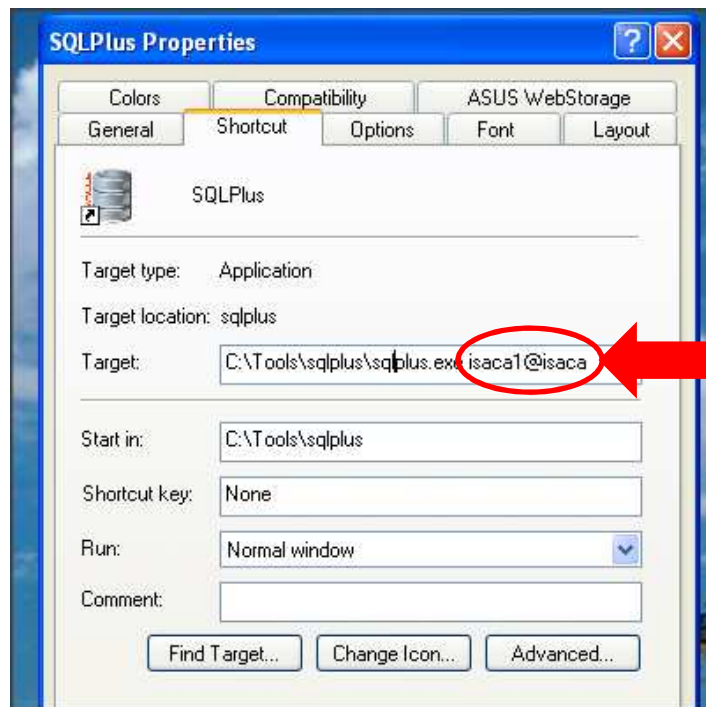 SQLPlus Properties
Colors Compatibility ASUS WebStorage
General Shortcut Options Font Layout
SQLPlus
Target type: Application
Target location: sqlplus
Target: C:\Tools\sqlplus\sqlplus.exe isaca1@isaca
Start in: C:\Tools\sqlplus
Shortcut key: None
Run: Normal window
Comment:
Find Target... Change Icon... Advanced...